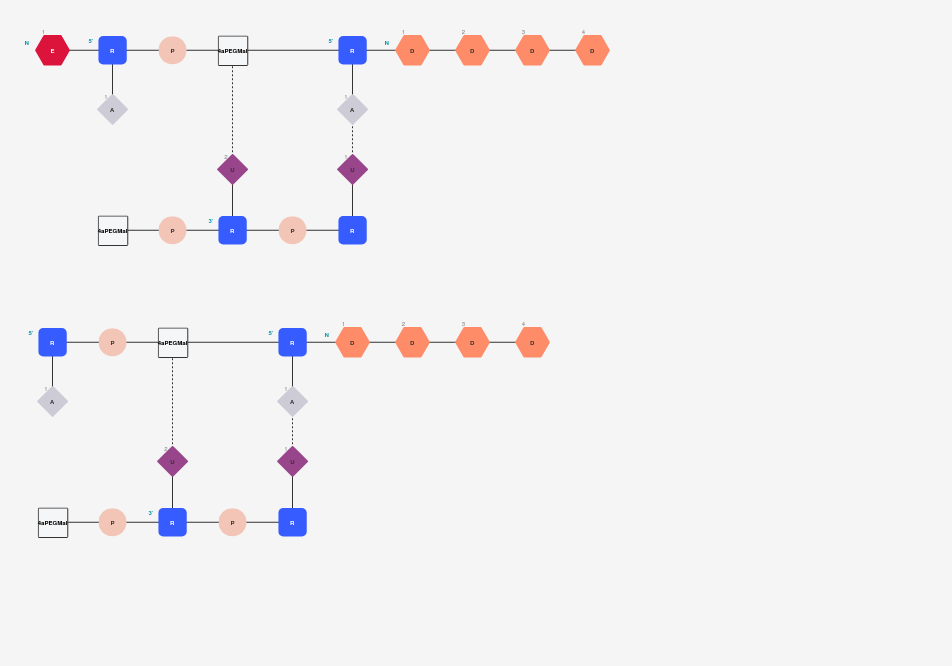 1 1 2 3 4
N E 5' R P 4aPEGMal 5' R N D D D D
1 A 1 A
2 U 1 U
4aPEGMal P 3' R P R
1 2 3 4
5' R P 4aPEGMal 5' R N D D D D
1 A 1 A
2 U 1 U
4aPEGMal P 3' R P R